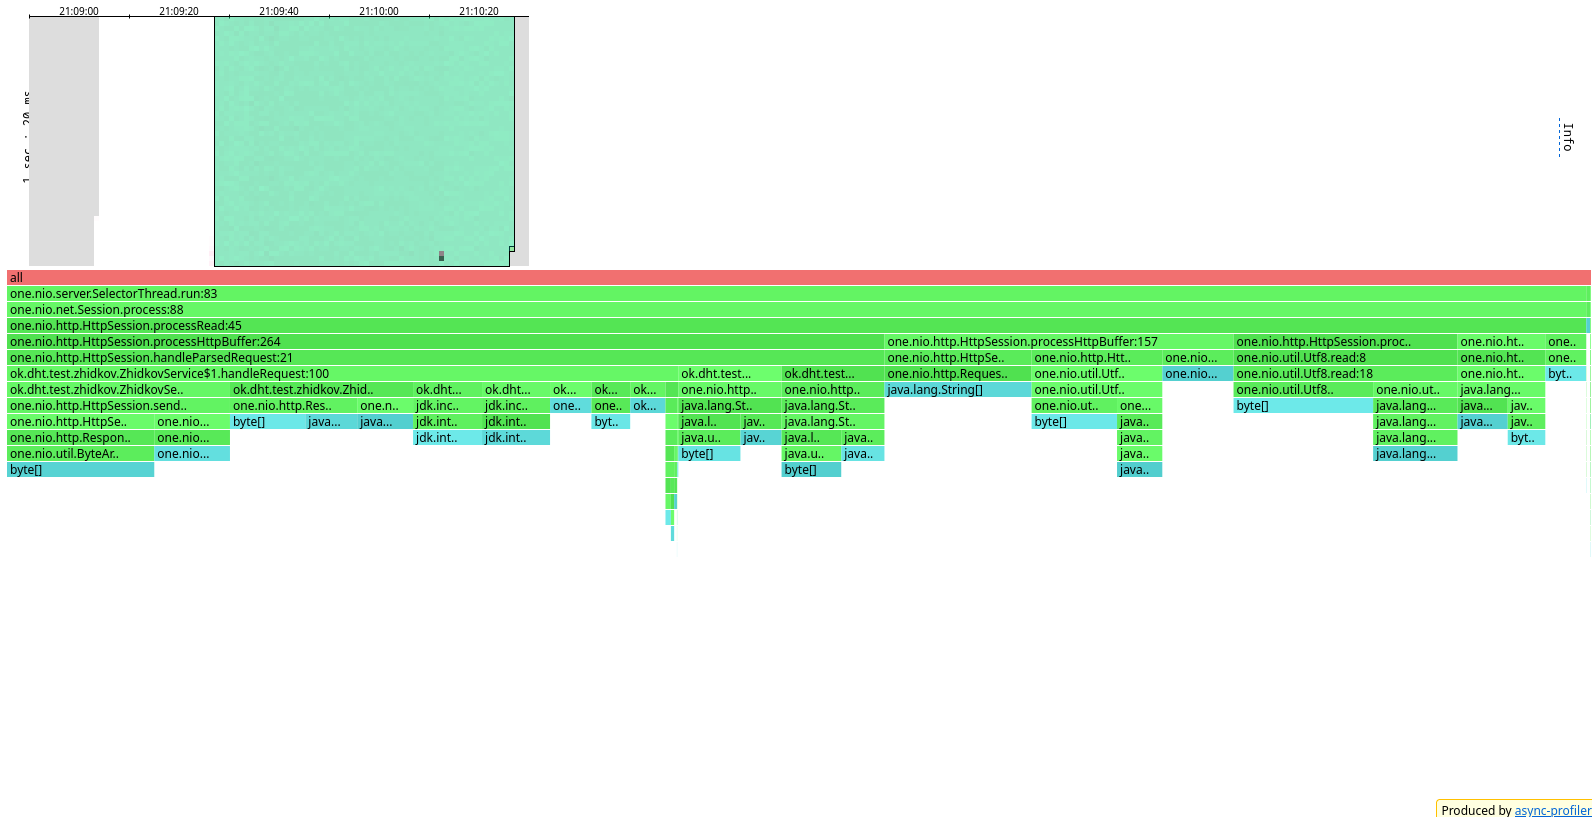 21:09:00 21:09:20 21:09:40 21:10:00 21:10:20
1 sec : 20 ms
Info
all
one.nio.server.SelectorThread.run:83
one.nio.net.Session.process:88
one.nio.http.HttpSession.processRead:45
one.nio.http.HttpSession.processHttpBuffer:264 one.nio.http.HttpSession.processHttpBuffer:157 one.nio.http.HttpSession.proc.. one.nio.ht.. one..
one.nio.http.HttpSession.handleParsedRequest:21 one.nio.http.HttpSe.. one.nio.http.Htt.. one.nio... one.nio.util.Utf8.read:8 one.nio.ht.. one..
ok.dht.test.zhidkov.ZhidkovService$1.handleRequest:100 ok.dht.test... ok.dht.test... one.nio.http.Reques.. one.nio.util.Utf.. one.nio... one.nio.util.Utf8.read:18 one.nio.ht.. byt..
ok.dht.test.zhidkov.ZhidkovSe.. ok.dht.test.zhidkov.Zhid.. ok.dht... ok.dht... ok... ok... ok... one.nio.http.. one.nio.http.. java.lang.String[] one.nio.util.Utf.. one.nio.util.Utf8.. one.nio.ut.. java.lang...
one.nio.http.HttpSession.send.. one.nio.http.Res.. one.n.. jdk.inc.. jdk.inc.. one.. one.. ok... java.lang.St.. java.lang.St.. one.nio.ut.. one... byte[] java.lang... java... jav..
one.nio.http.HttpSe.. one.nio... byte[] java... java... jdk.int.. jdk.int.. byt.. java.l.. jav.. java.lang.St.. byte[] java.. java.lang... java... jav..
one.nio.http.Respon.. one.nio... jdk.int.. jdk.int.. java.u.. jav.. java.l.. java.. java.. java.lang... byt..
one.nio.util.ByteAr.. one.nio... byte[] java.u.. java.. java.. java.lang...
byte[] byte[] java..
Produced by async-profiler